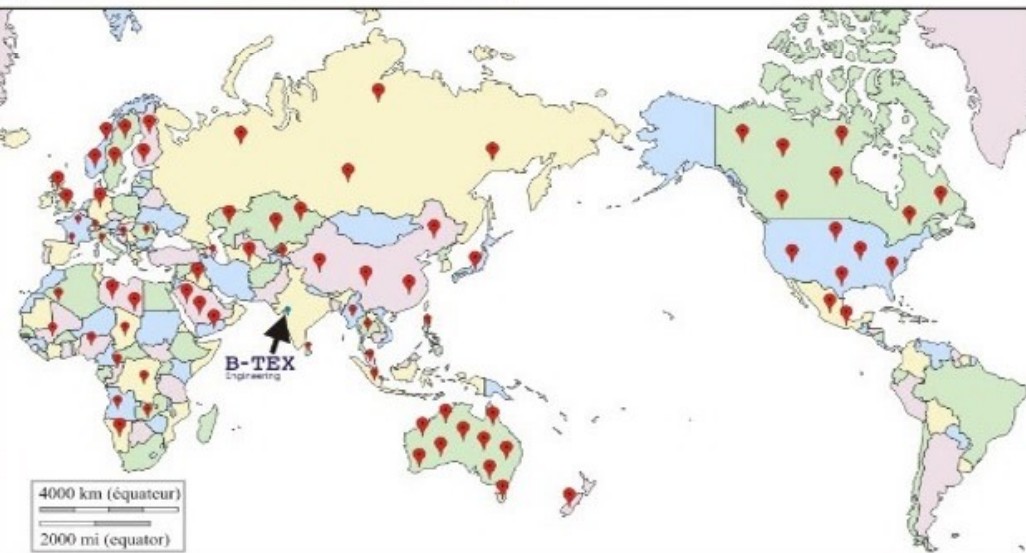 B-TEX
Engineering
4000 km (équateur)
2000 mi (equator)